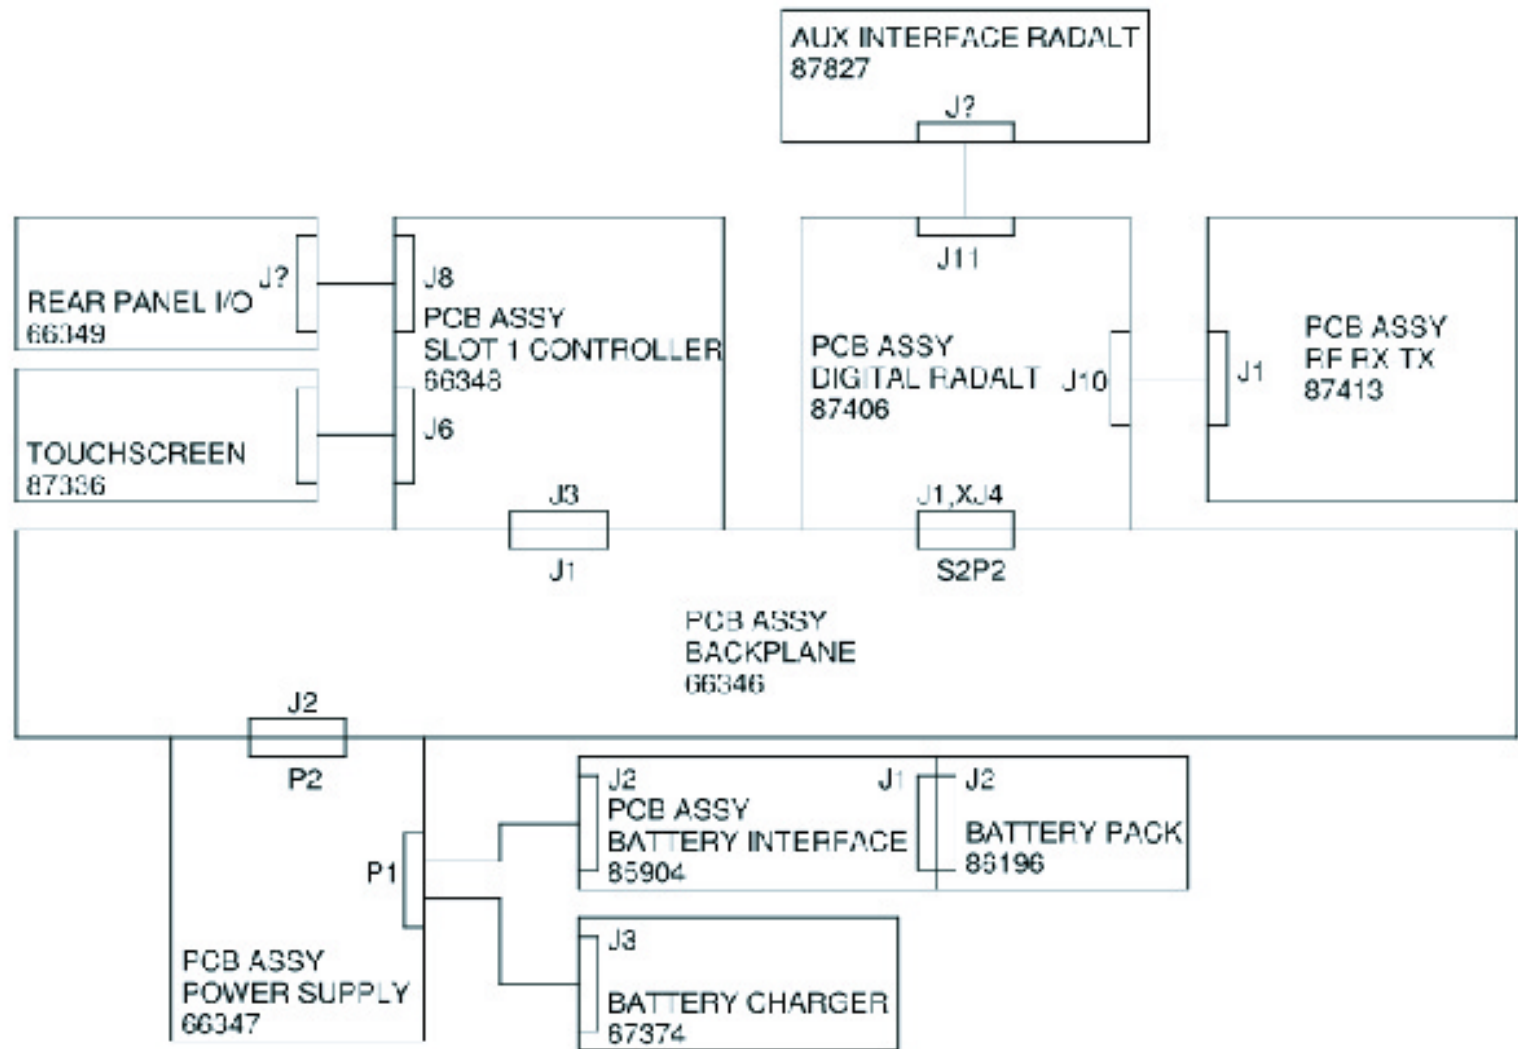 AUX INTERFACE RADALT
87827
J?
J11
REAR PANEL I/O
66349
J?
J8
PCB ASSY
SLOT 1 CONTROLLER
66348
TOUCHSCREEN
87336
J6
J3
J1
PCB ASSY
DIGITAL RADALT
87406
J10
J1
PCB ASSY
RF RX TX
87413
J1,XJ4
S2P2
PCB ASSY
BACKPLANE
66346
J2
P2
P1
PCB ASSY
POWER SUPPLY
66347
J2
PCB ASSY
BATTERY INTERFACE
85904
J1
J2
BATTERY PACK
86196
J3
BATTERY CHARGER
67374